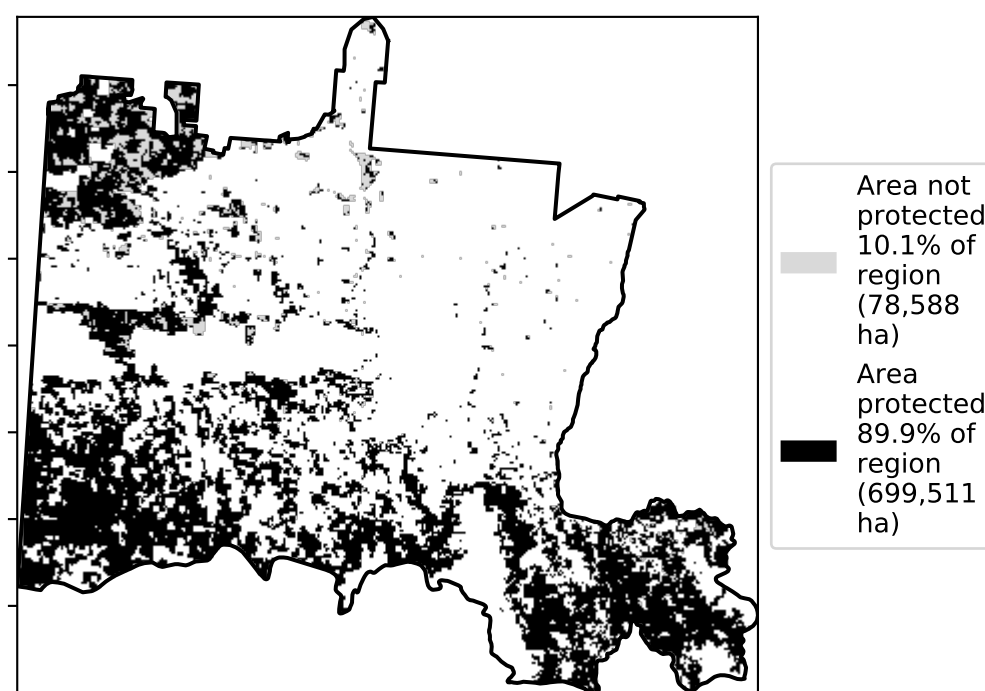 Area not
protected
10.1% of
region
(78,588
ha)
Area
protected
89.9% of
region
(699,511
ha)